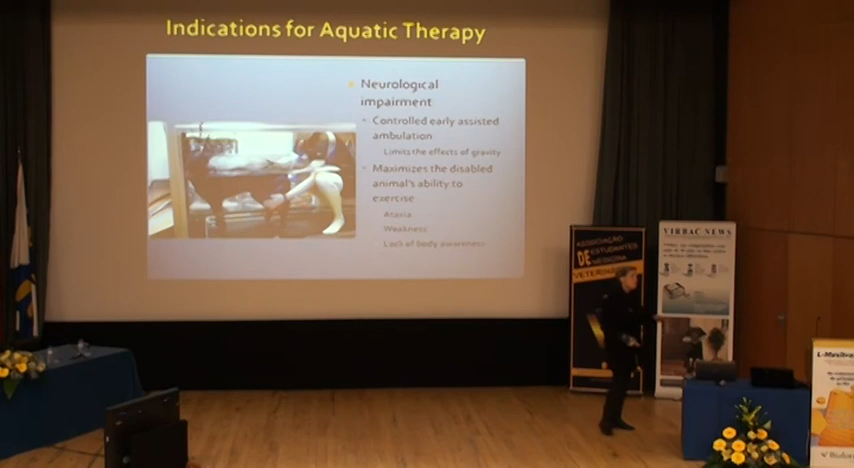 Indications for Aquatic Therapy
Neurological
impairment
- Controlled early assisted
ambulation
Limits the effects of gravity
- Maximizes the disabled
animal's ability to
exercise
Ataxia
Weakness
Lack of body awareness
ASSOCIAÇÃO
DE ESTUDANTES
MEDICINA
VETERINÁRIA
VIRBAC NEWS